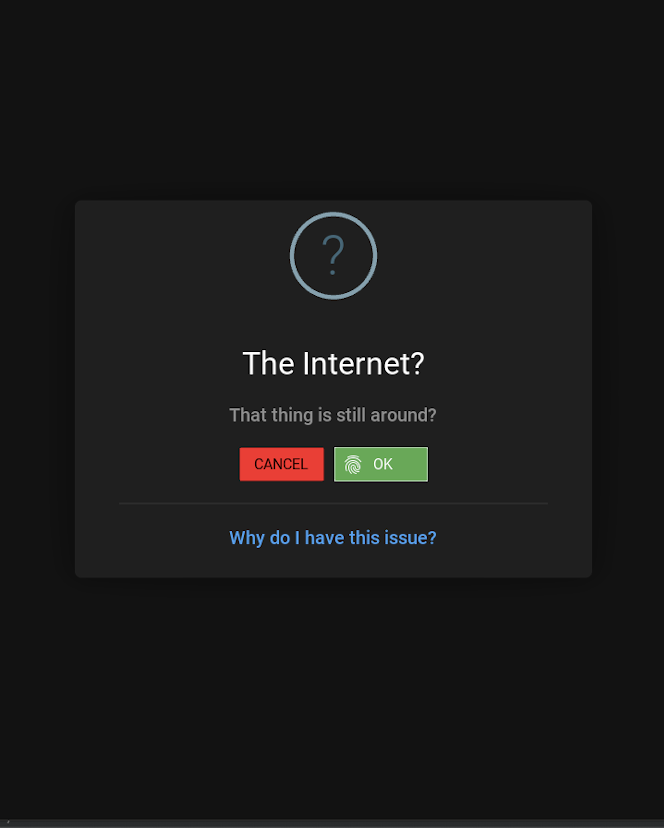 ?
The Internet?
That thing is still around?
CANCEL OK
Why do I have this issue?